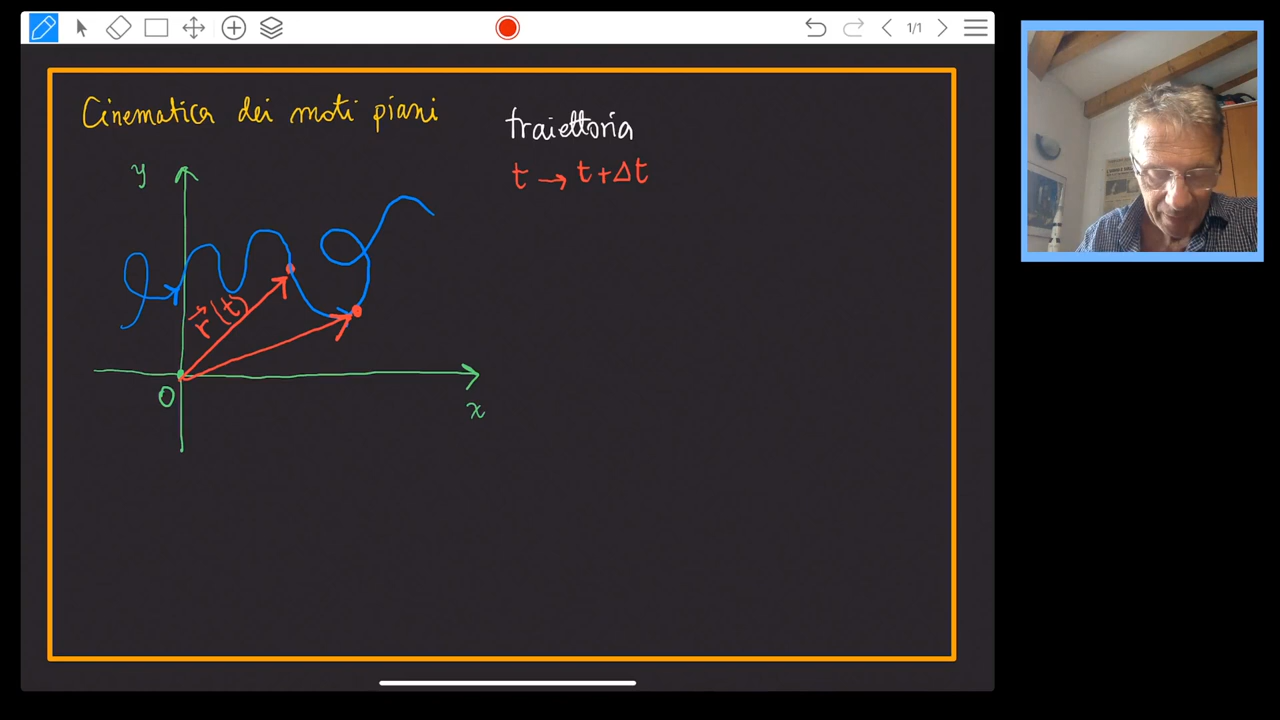 1/1
Cinematica dei moti piani
traiettoria
t → t + Δt
y
r⃗(t)
O
x